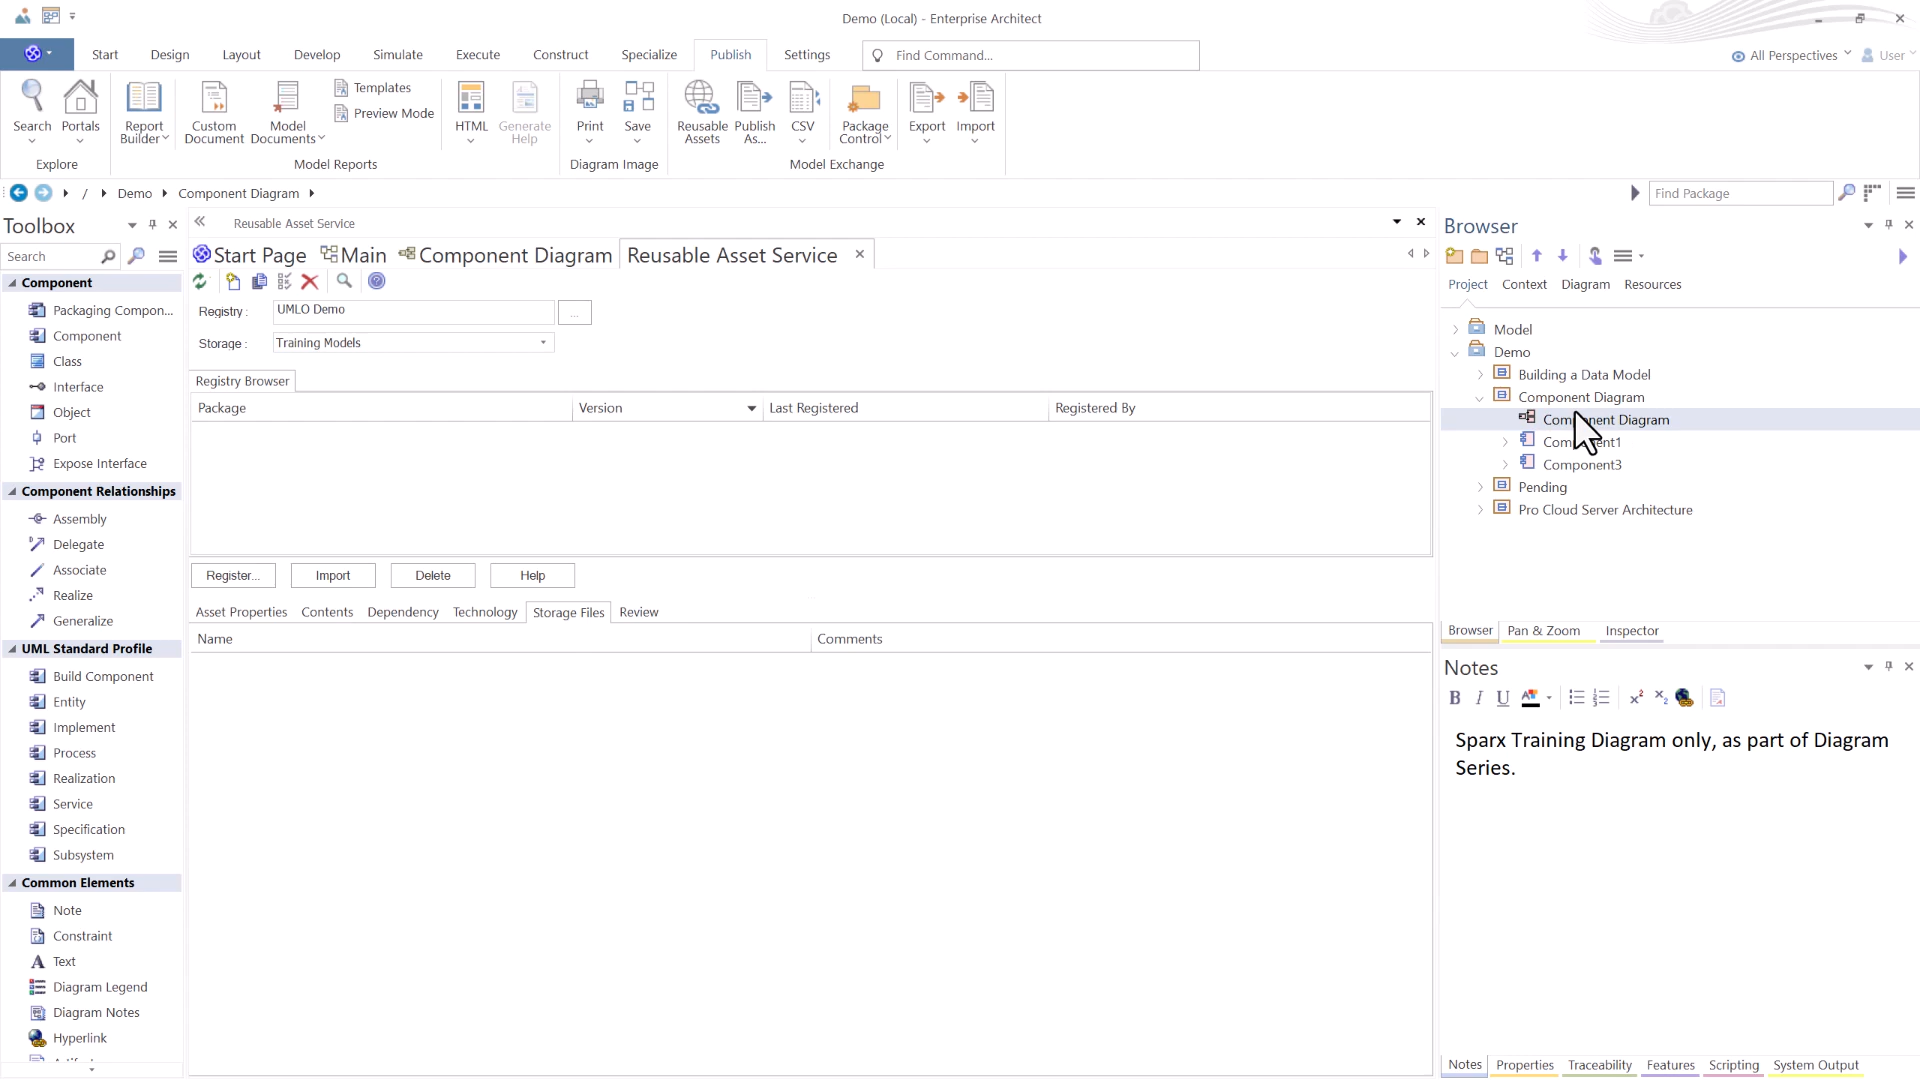 Demo (Local) - Enterprise Architect
Start Design Layout Develop Simulate Execute Construct Specialize Publish Settings Find Command... All Perspectives User
Templates
Preview Mode
Search Portals Report Builder Custom Document Model Documents HTML Generate Help Print Save Reusable Assets Publish As... CSV Package Control Export Import
Explore Model Reports Diagram Image Model Exchange
/ Demo Component Diagram Find Package
Toolbox
Search
Component
Packaging Compon...
Component
Class
Interface
Object
Port
Expose Interface
Component Relationships
Assembly
Delegate
Associate
Realize
Generalize
UML Standard Profile
Build Component
Entity
Implement
Process
Realization
Service
Specification
Subsystem
Common Elements
Note
Constraint
Text
Diagram Legend
Diagram Notes
Hyperlink
Reusable Asset Service
Start Page Main Component Diagram Reusable Asset Service
Registry : UMLO Demo ...
Storage : Training Models
Registry Browser
Package Version Last Registered Registered By
Register... Import Delete Help
Asset Properties Contents Dependency Technology Storage Files Review
Name Comments
Browser
Project Context Diagram Resources
Model
Demo
Building a Data Model
Component Diagram
Component Diagram
Component1
Component3
Pending
Pro Cloud Server Architecture
Browser Pan & Zoom Inspector
Notes
B I U
Sparx Training Diagram only, as part of Diagram
Series.
Notes Properties Traceability Features Scripting System Output